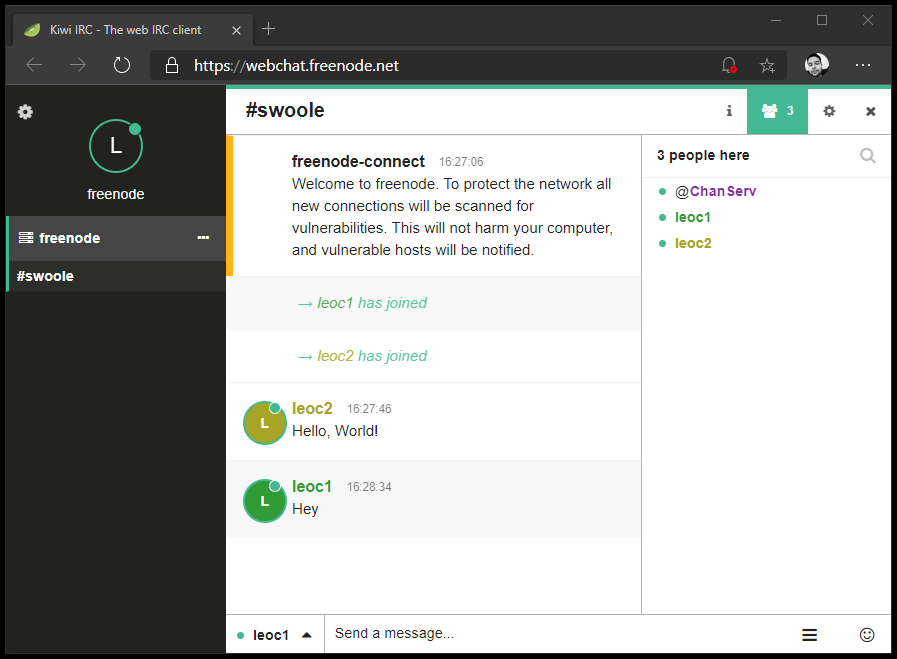 Kiwi IRC - The web IRC client
https://webchat.freenode.net
L
freenode
freenode
#swoole
#swoole
3
freenode-connect 16:27:06
Welcome to freenode. To protect the network all
new connections will be scanned for
vulnerabilities. This will not harm your computer,
and vulnerable hosts will be notified.
→ leoc1 has joined
→ leoc2 has joined
L
leoc2 16:27:46
Hello, World!
L
leoc1 16:28:34
Hey
3 people here
@ChanServ
leoc1
leoc2
leoc1
Send a message...